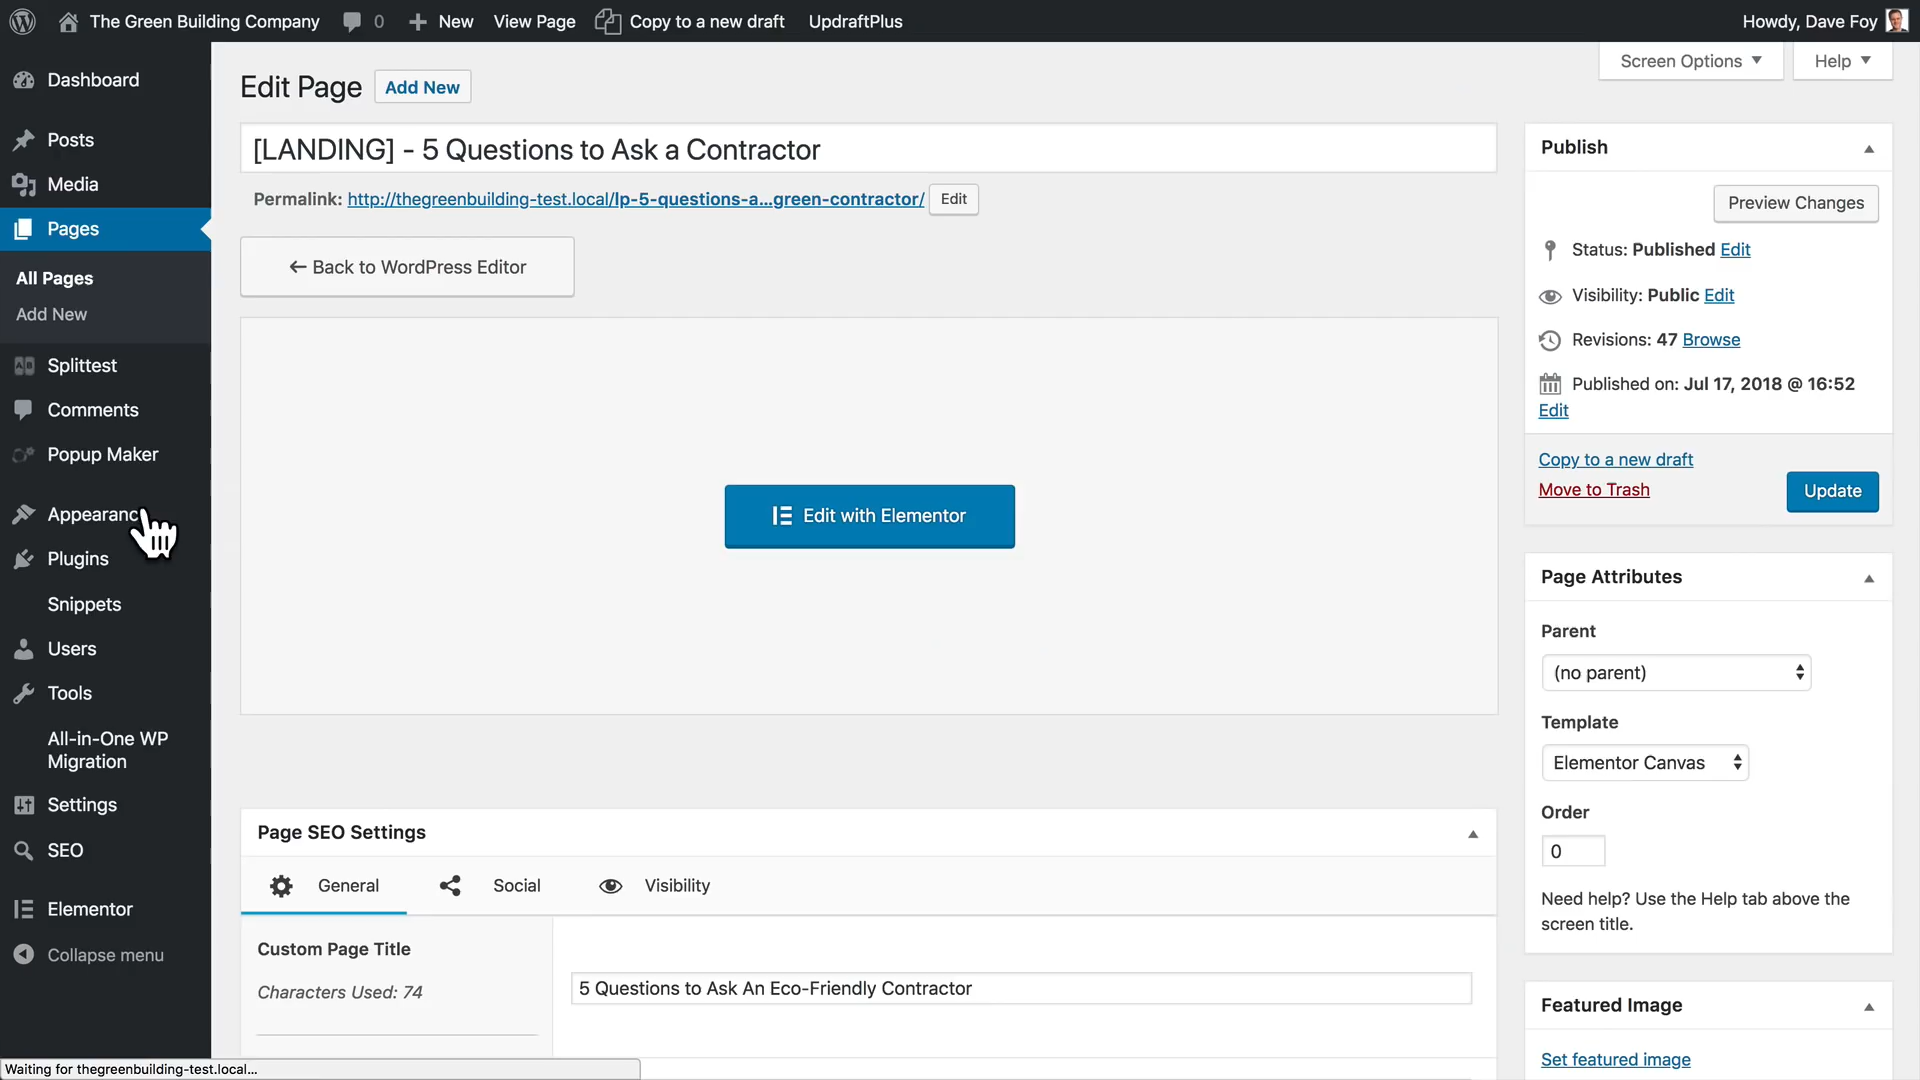 The Green Building Company 0 New View Page Copy to a new draft UpdraftPlus Howdy, Dave Foy
Screen Options Help
Dashboard
Posts
Media
Pages
All Pages
Add New
Splittest
Comments
Popup Maker
Appearanc
Plugins
Snippets
Users
Tools
All-in-One WP
Migration
Settings
SEO
Elementor
Collapse menu
Edit Page Add New
[LANDING] - 5 Questions to Ask a Contractor
Permalink: http://thegreenbuilding-test.local/lp-5-questions-a...green-contractor/ Edit
← Back to WordPress Editor
Edit with Elementor
Page SEO Settings
General Social Visibility
Custom Page Title
Characters Used: 74
5 Questions to Ask An Eco-Friendly Contractor
Publish
Preview Changes
Status: Published Edit
Visibility: Public Edit
Revisions: 47 Browse
Published on: Jul 17, 2018 @ 16:52
Edit
Copy to a new draft
Move to Trash
Update
Page Attributes
Parent
(no parent)
Template
Elementor Canvas
Order
0
Need help? Use the Help tab above the
screen title.
Featured Image
Set featured image
Waiting for thegreenbuilding-test.local...